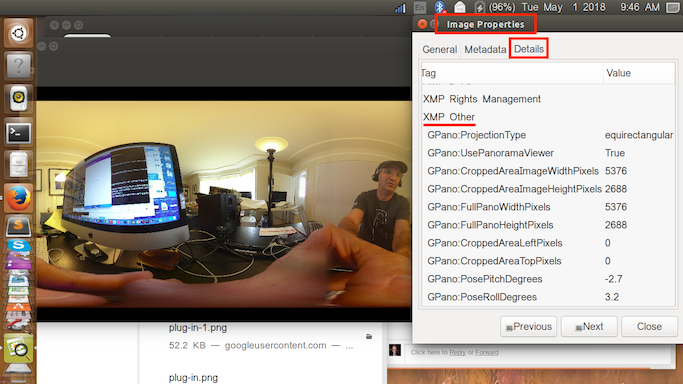 En (96%) Tue May 1 2018 9:46 AM
Image Properties
General Metadata Details
Tag Value
XMP Rights Management
XMP Other
GPano:ProjectionType equirectangular
GPano:UsePanoramaViewer True
GPano:CroppedAreaImageWidthPixels 5376
GPano:CroppedAreaImageHeightPixels 2688
GPano:FullPanoWidthPixels 5376
GPano:FullPanoHeightPixels 2688
GPano:CroppedAreaLeftPixels 0
GPano:CroppedAreaTopPixels 0
GPano:PosePitchDegrees -2.7
GPano:PoseRollDegrees 3.2
Previous Next Close
plug-in-1.png
52.2 KB — googleusercontent.com — ...
plug-in.png
Click here to Reply or Forward